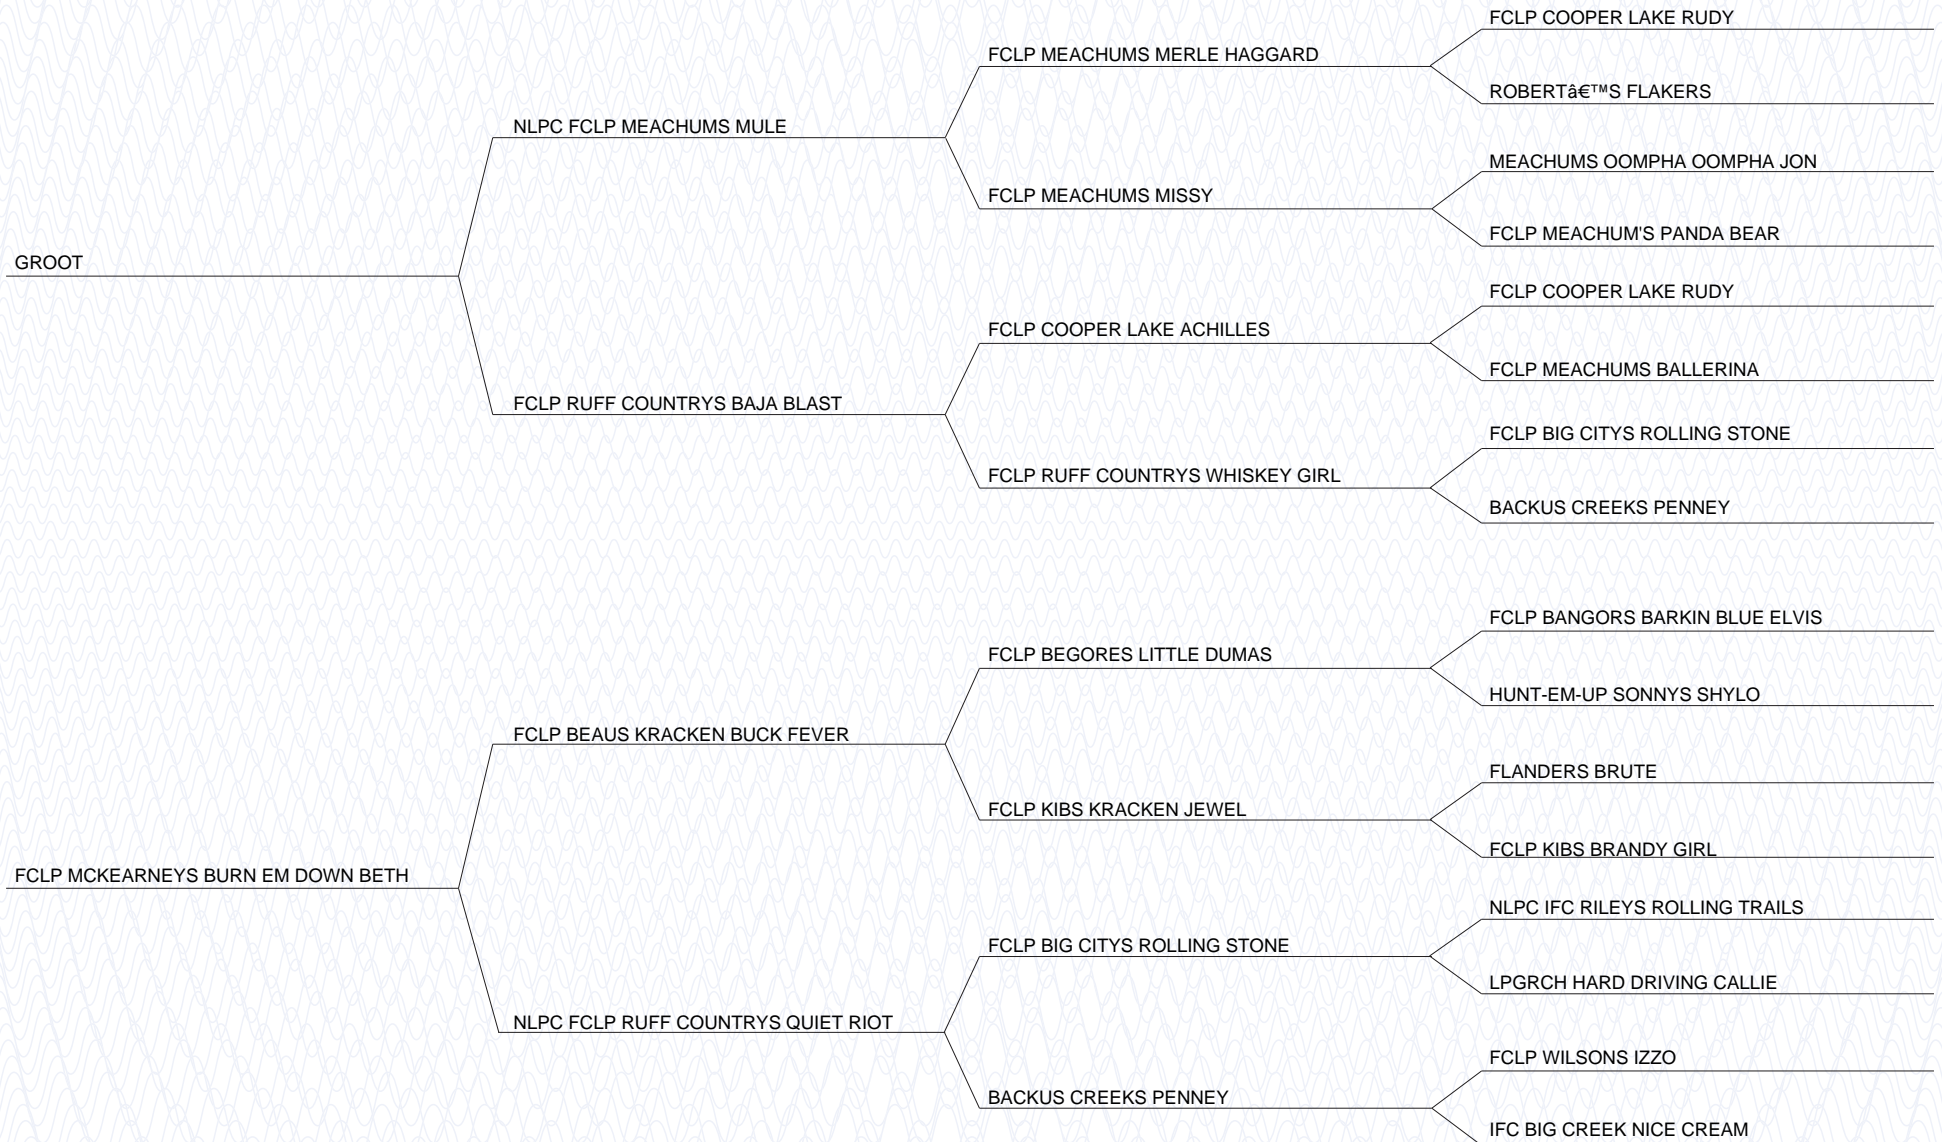 FCLP COOPER LAKE RUDY
FCLP MEACHUMS MERLE HAGGARD
ROBERTâ€™S FLAKERS
NLPC FCLP MEACHUMS MULE
MEACHUMS OOMPHA OOMPHA JON
FCLP MEACHUMS MISSY
FCLP MEACHUM'S PANDA BEAR
GROOT
FCLP COOPER LAKE RUDY
FCLP COOPER LAKE ACHILLES
FCLP MEACHUMS BALLERINA
FCLP RUFF COUNTRYS BAJA BLAST
FCLP BIG CITYS ROLLING STONE
FCLP RUFF COUNTRYS WHISKEY GIRL
BACKUS CREEKS PENNEY
FCLP BANGORS BARKIN BLUE ELVIS
FCLP BEGORES LITTLE DUMAS
HUNT-EM-UP SONNYS SHYLO
FCLP BEAUS KRACKEN BUCK FEVER
FLANDERS BRUTE
FCLP KIBS KRACKEN JEWEL
FCLP KIBS BRANDY GIRL
FCLP MCKEARNEYS BURN EM DOWN BETH
NLPC IFC RILEYS ROLLING TRAILS
FCLP BIG CITYS ROLLING STONE
LPGRCH HARD DRIVING CALLIE
NLPC FCLP RUFF COUNTRYS QUIET RIOT
FCLP WILSONS IZZO
BACKUS CREEKS PENNEY
IFC BIG CREEK NICE CREAM